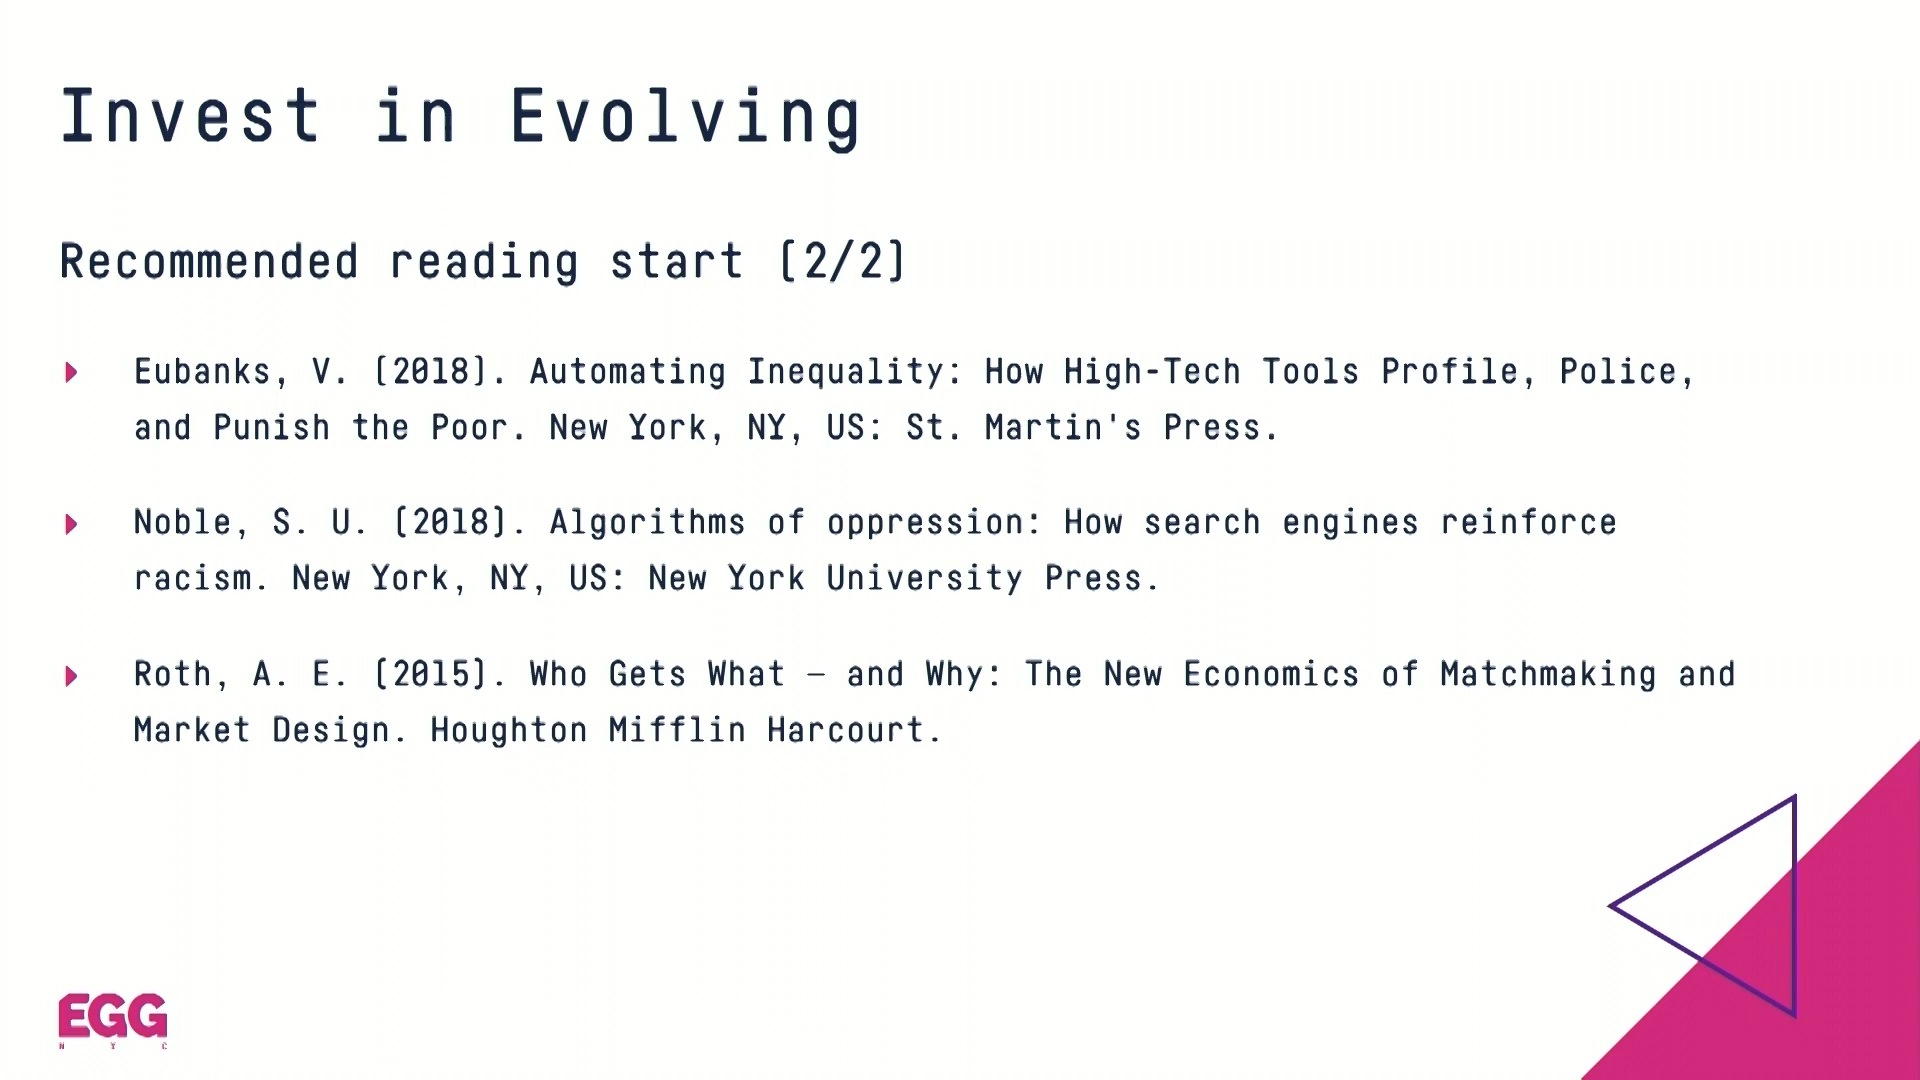 Invest in Evolving
Recommended reading start [2/2]
Eubanks, V. [2018]. Automating Inequality: How High-Tech Tools Profile, Police,
and Punish the Poor. New York, NY, US: St. Martin's Press.
Noble, S. U. [2018]. Algorithms of oppression: How search engines reinforce
racism. New York, NY, US: New York University Press.
Roth, A. E. [2015]. Who Gets What — and Why: The New Economics of Matchmaking and
Market Design. Houghton Mifflin Harcourt.
EGG
N Y C